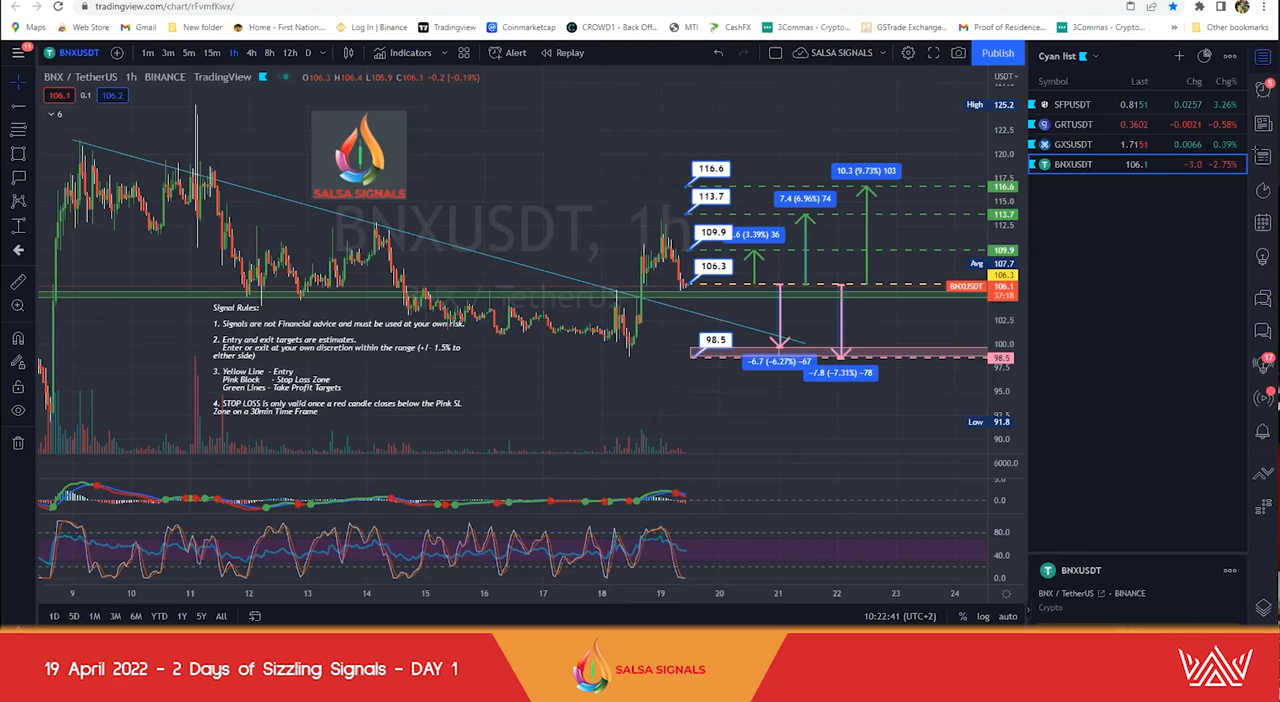 tradingview.com/chart/rFvmfKwx/
Maps Web Store Gmail New folder Home - First Nation... Log In | Binance Tradingview Coinmarketcap CROWD1 - Back Off... MTI CashFX 3Commas - Crypto... GSTrade Exchange... Proof of Residence... 3Commas - Crypto... » Other bookmarks
11 BNXUSDT 1m 3m 5m 15m 1h 4h 8h 12h D Indicators Alert Replay SALSA SIGNALS Publish
Cyan list
BNX / TetherUS 1h BINANCE TradingView O106.3 H106.4 L105.9 C106.1 -0.2 (-0.19%)
USDT
Symbol Last Chg Chg%
106.1 0.1 106.2
6
SFPUSDT 0.8151 0.0257 3.26%
GRTUSDT 0.3602 -0.0021 -0.58%
GXSUSDT 1.7151 0.0066 0.39%
BNXUSDT 106.1 -3.0 -2.75%
5
17
High 125.2
122.5
120.0
117.5
116.6
115.0
113.7
112.5
109.9
Avg 107.7
106.3
BNXUSDT 106.1
37:18
102.5
100.0
98.5
97.5
95.0
92.5
Low 91.8
90.0
6000.0
0.0
80.0
40.0
0.0
SALSA SIGNALS
BNXUSDT, 1h
BNX / TetherUS
116.6
113.7
109.9
106.3
98.5
10.3 (9.73%) 103
7.4 (6.96%) 74
.6 (3.39%) 36
-6.7 (-6.27%) -67
-7.8 (-7.31%) -78
Signal Rules:
1. Signals are not Financial advice and must be used at your own risk.
2. Entry and exit targets are estimates.
Enter or exit at your own discretion within the range (+/- 1.5% to
either side)
3. Yellow Line - Entry
Pink Block - Stop Loss Zone
Green Lines - Take Profit Targets
4. STOP LOSS is only valid once a red candle closes below the Pink SL
Zone on a 30min Time Frame
9 10 11 12 13 14 15 16 17 18 19 20 21 22 23 24
1D 5D 1M 3M 6M YTD 1Y 5Y All 10:22:41 (UTC+2) % log auto
BNXUSDT
BNX / TetherUS BINANCE
Crypto
19 April 2022 - 2 Days of Sizzling Signals - DAY 1
SALSA SIGNALS